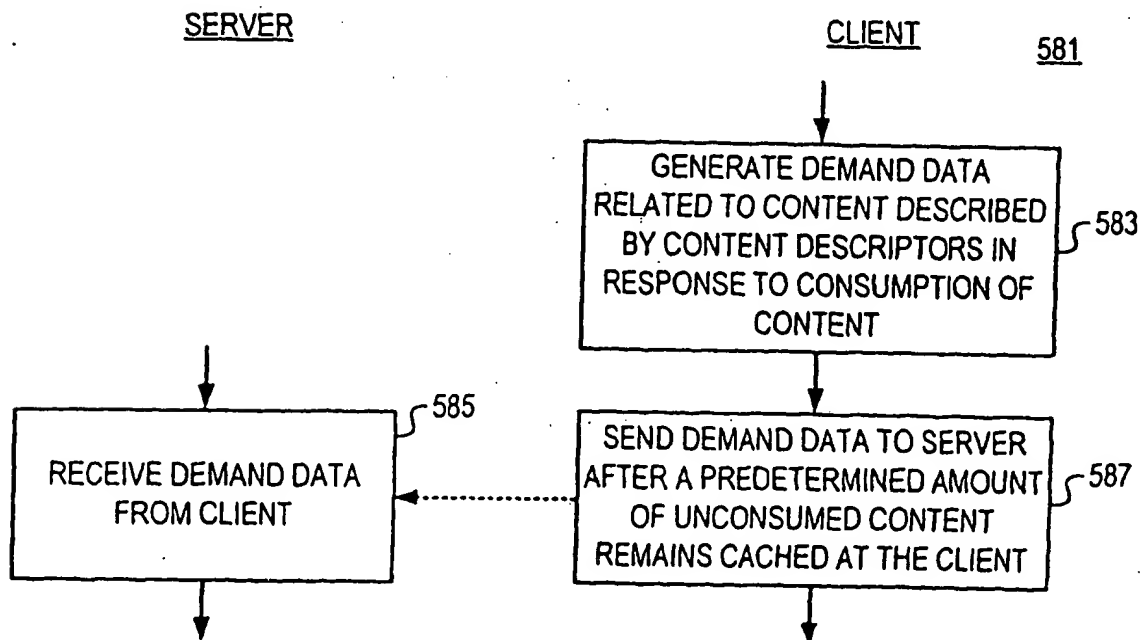 SERVER
CLIENT
581
GENERATE DEMAND DATA
RELATED TO CONTENT DESCRIBED
BY CONTENT DESCRIPTORS IN
RESPONSE TO CONSUMPTION OF
CONTENT
583
585
RECEIVE DEMAND DATA
FROM CLIENT
SEND DEMAND DATA TO SERVER
AFTER A PREDETERMINED AMOUNT
OF UNCONSUMED CONTENT
REMAINS CACHED AT THE CLIENT
587